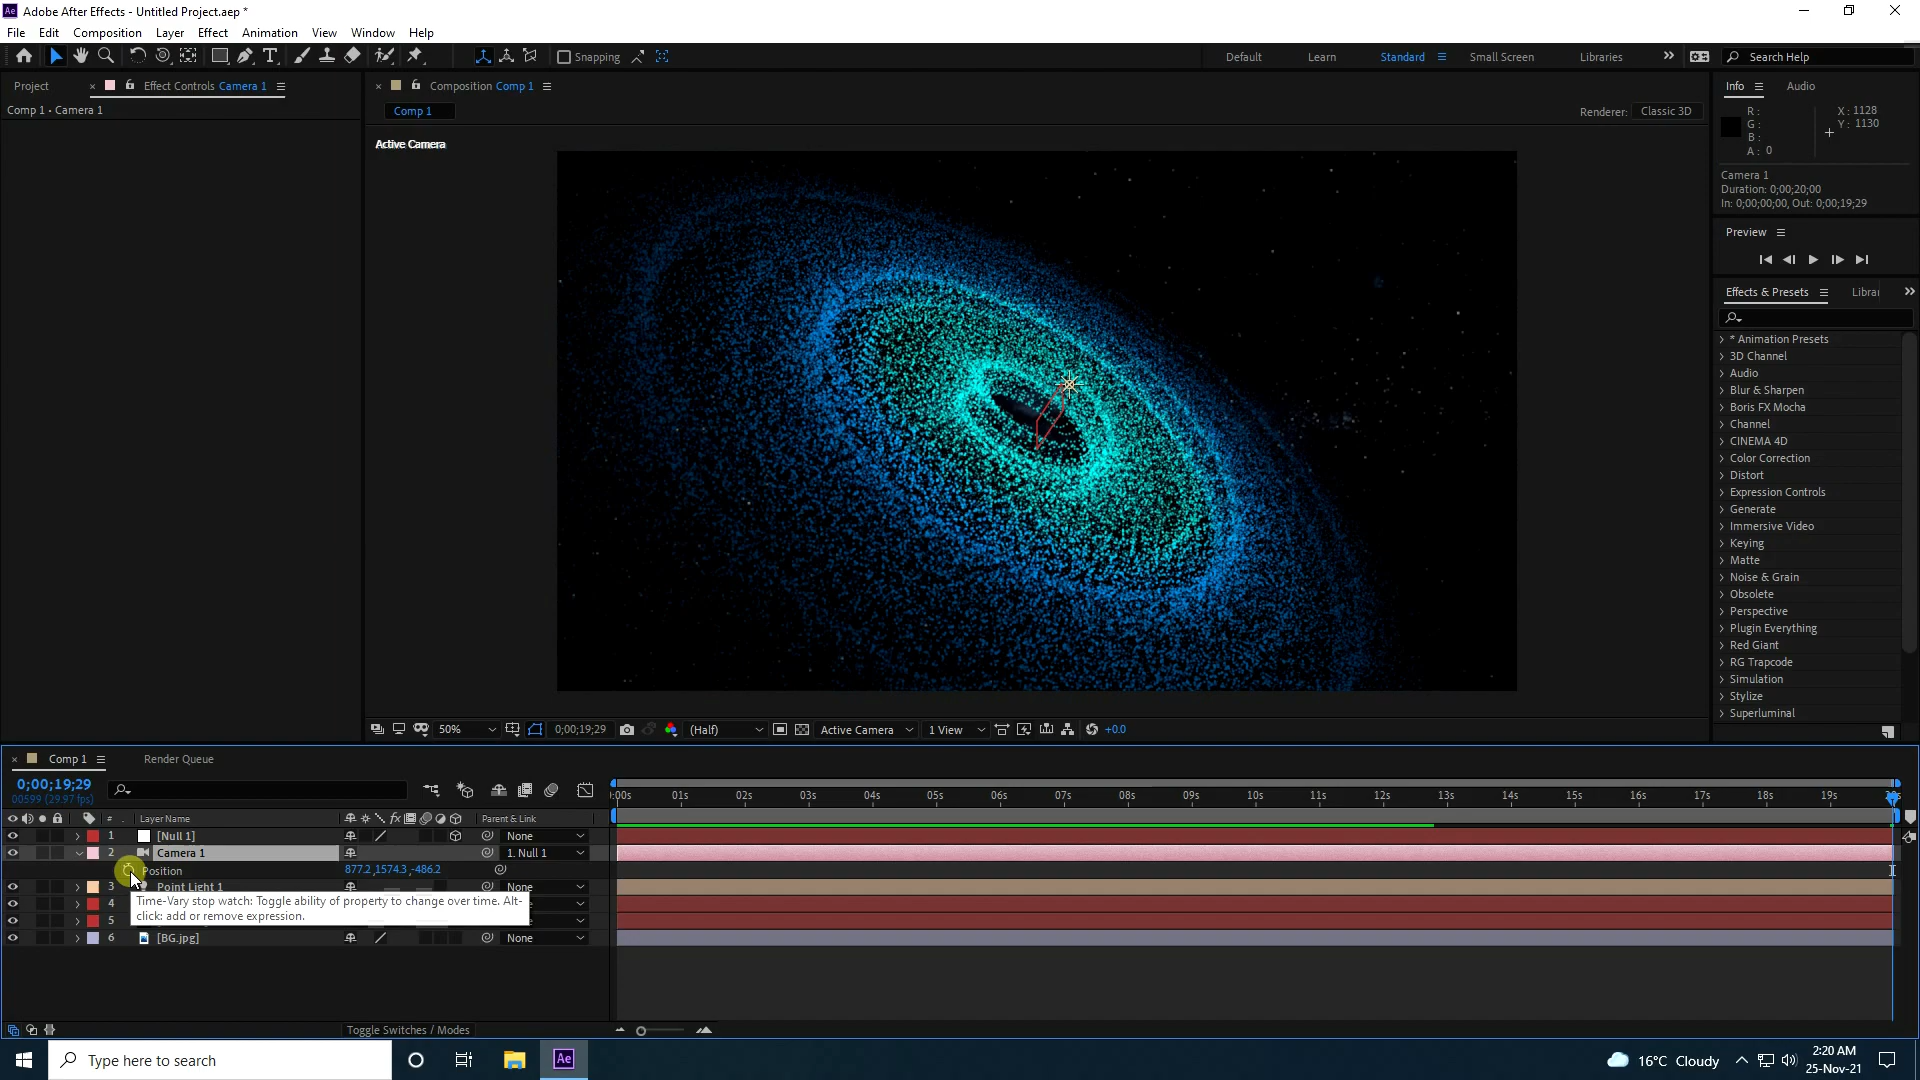 Adobe After Effects - Untitled Project.aep *
File Edit Composition Layer Effect Animation View Window Help
Snapping
Default Learn Standard Small Screen Libraries
Search Help
Project
Effect Controls Camera 1
Comp 1 • Camera 1
Composition Comp 1
Comp 1
Renderer: Classic 3D
Active Camera
Info Audio
R: X: 1128
G: Y: 1130
B:
A: 0
Camera 1
Duration: 0;00;20;00
In: 0;00;00;00, Out: 0;00;19;29
Preview
Effects & Presets Librar
* Animation Presets
3D Channel
Audio
Blur & Sharpen
Boris FX Mocha
Channel
CINEMA 4D
Color Correction
Distort
Expression Controls
Generate
Immersive Video
Keying
Matte
Noise & Grain
Obsolete
Perspective
Plugin Everything
Red Giant
RG Trapcode
Simulation
Stylize
Superluminal
50% 0;00;19;29 (Half) Active Camera 1 View +0.0
Comp 1 Render Queue
0;00;19;29
00599 (29.97 fps)
:00s 01s 02s 03s 04s 05s 06s 07s 08s 09s 10s 11s 12s 13s 14s 15s 16s 17s 18s 19s
# . Layer Name fx Parent & Link
1 [Null 1] None
2 Camera 1 1. Null 1
Position 877.2,1574.3,-486.2
3 Point Light 1 None
4
5
Time-Vary stop watch: Toggle ability of property to change over time. Alt-
click: add or remove expression.
6 [BG.jpg] None
Toggle Switches / Modes
Type here to search
Ae
16°C Cloudy
2:20 AM
25-Nov-21